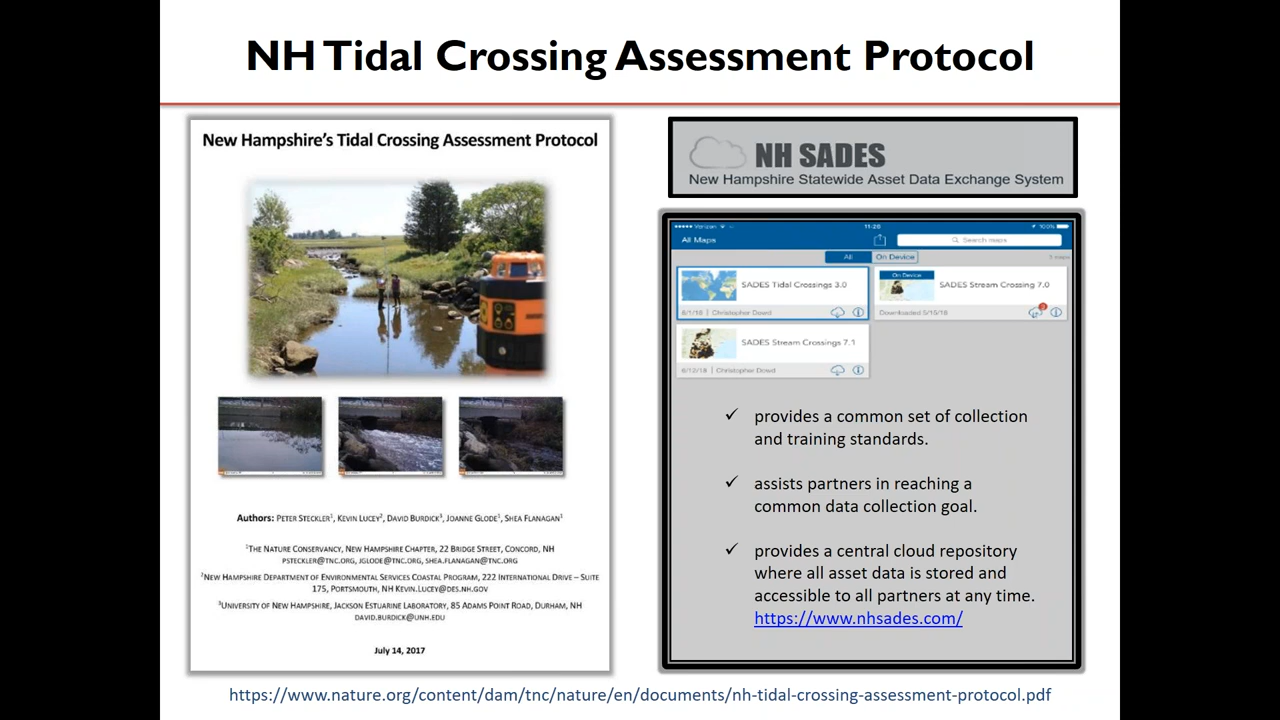 NH Tidal Crossing Assessment Protocol
New Hampshire's Tidal Crossing Assessment Protocol
Authors: Peter Steckler¹, Kevin Lucey², David Burdick³, Joanne Glode¹, Shea Flanagan¹
¹The Nature Conservancy, New Hampshire Chapter, 22 Bridge Street, Concord, NH
psteckler@tnc.org, jglode@tnc.org, shea.flanagan@tnc.org
²New Hampshire Department of Environmental Services Coastal Program, 222 International Drive – Suite
175, Portsmouth, NH Kevin.Lucey@des.nh.gov
³University of New Hampshire, Jackson Estuarine Laboratory, 85 Adams Point Road, Durham, NH
david.burdick@unh.edu
July 14, 2017
NH SADES
New Hampshire Statewide Asset Data Exchange System
Verizon 11:20 100%
All Maps Search maps
All On Device 3 maps
SADES Tidal Crossings 3.0
6/1/18 | Christopher Dowd
On Device
SADES Stream Crossing 7.0
Downloaded 5/15/18
SADES Stream Crossings 7.1
6/12/18 | Christopher Dowd
✓ provides a common set of collection
and training standards.
✓ assists partners in reaching a
common data collection goal.
✓ provides a central cloud repository
where all asset data is stored and
accessible to all partners at any time.
https://www.nhsades.com/
https://www.nature.org/content/dam/tnc/nature/en/documents/nh-tidal-crossing-assessment-protocol.pdf